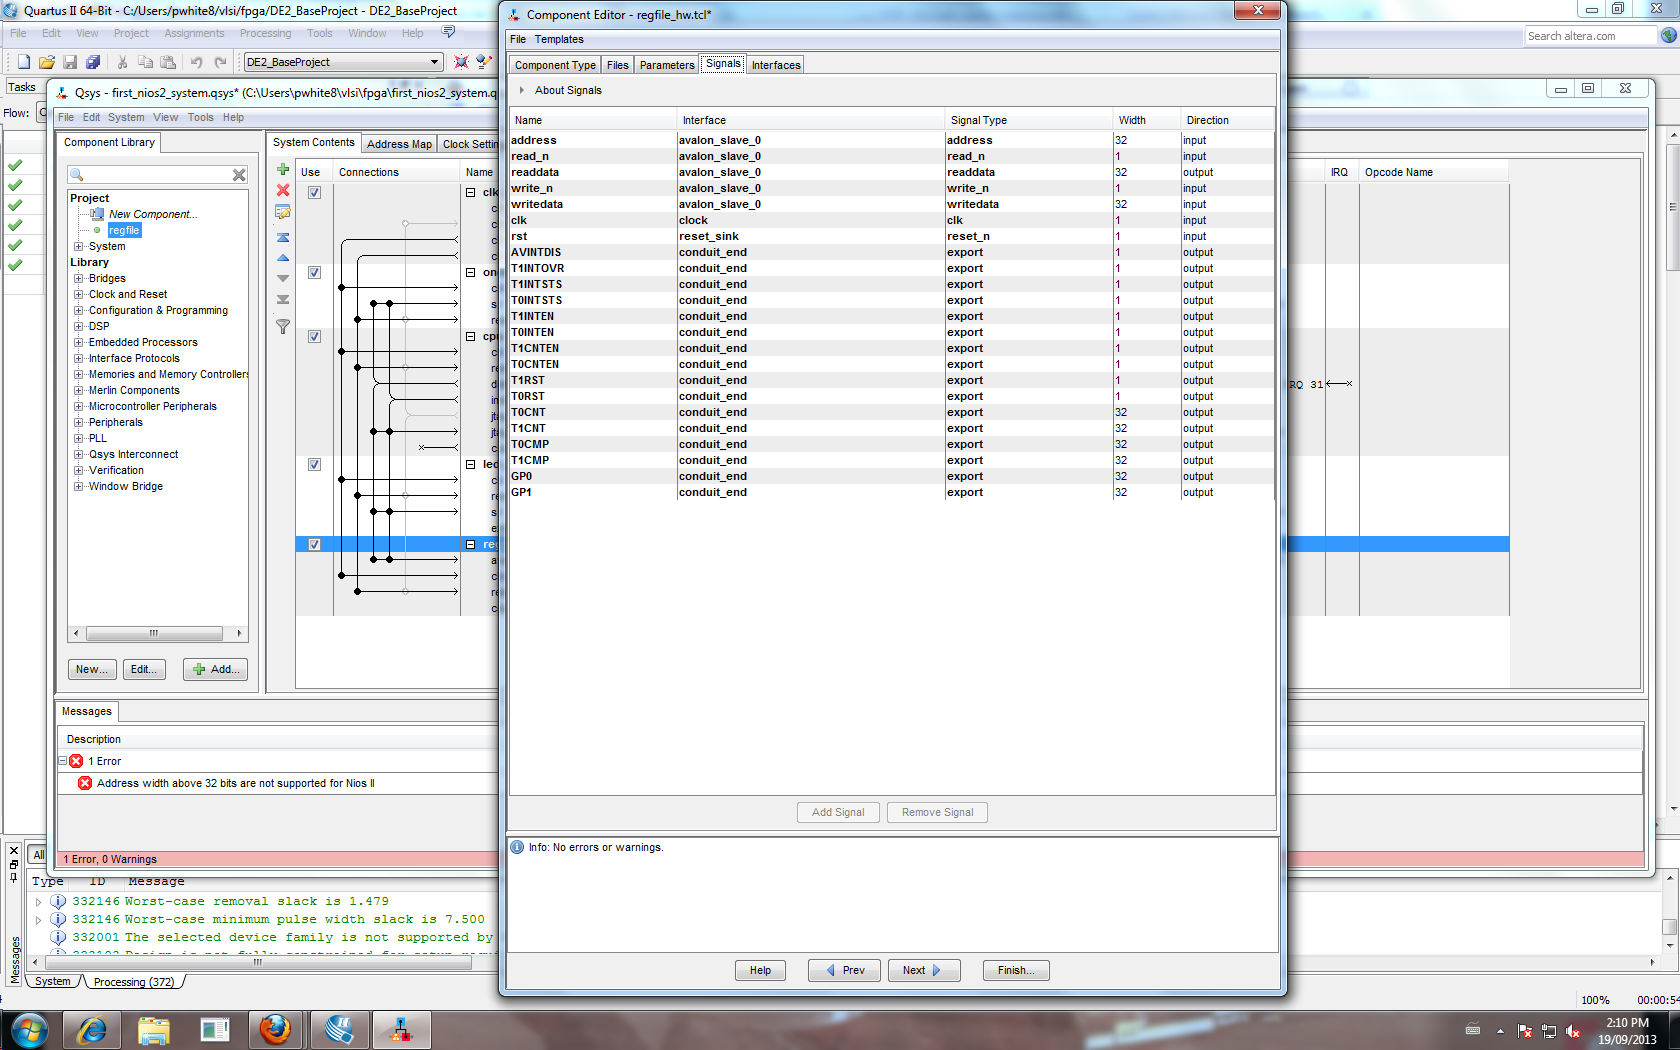 Quartus II 64-Bit - C:/Users/pwhite8/vlsi/fpga/DE2_BaseProject - DE2_BaseProject
File Edit View Project Assignments Processing Tools Window Help
Search altera.com
DE2_BaseProject
Tasks
Flow:
Qsys - first_nios2_system.qsys* (C:\Users\pwhite8\vlsi\fpga\first_nios2_system.q
File Edit System View Tools Help
Component Library
Project
New Component...
regfile
System
Library
Bridges
Clock and Reset
Configuration & Programming
DSP
Embedded Processors
Interface Protocols
Memories and Memory Controllers
Merlin Components
Microcontroller Peripherals
Peripherals
PLL
Qsys Interconnect
Verification
Window Bridge
New... Edit... Add...
System Contents Address Map Clock Settin
Use Connections Name
clk
on
cpu
led
reg
IRQ Opcode Name
RQ 31
Messages
Description
1 Error
Address width above 32 bits are not supported for Nios II
1 Error, 0 Warnings
Component Editor - regfile_hw.tcl*
File Templates
Component Type Files Parameters Signals Interfaces
About Signals
Name Interface Signal Type Width Direction
address avalon_slave_0 address 32 input
read_n avalon_slave_0 read_n 1 input
readdata avalon_slave_0 readdata 32 output
write_n avalon_slave_0 write_n 1 input
writedata avalon_slave_0 writedata 32 input
clk clock clk 1 input
rst reset_sink reset_n 1 input
AVINTDIS conduit_end export 1 output
T1INTOVR conduit_end export 1 output
T1INTSTS conduit_end export 1 output
T0INTSTS conduit_end export 1 output
T1INTEN conduit_end export 1 output
T0INTEN conduit_end export 1 output
T1CNTEN conduit_end export 1 output
T0CNTEN conduit_end export 1 output
T1RST conduit_end export 1 output
T0RST conduit_end export 1 output
T0CNT conduit_end export 32 output
T1CNT conduit_end export 32 output
T0CMP conduit_end export 32 output
T1CMP conduit_end export 32 output
GP0 conduit_end export 32 output
GP1 conduit_end export 32 output
Add Signal Remove Signal
Info: No errors or warnings.
Help Prev Next Finish...
All
Type ID Message
332146 Worst-case removal slack is 1.479
332146 Worst-case minimum pulse width slack is 7.500
332001 The selected device family is not supported by
Messages
System Processing (372)
100% 00:00:54
2:10 PM
19/09/2013